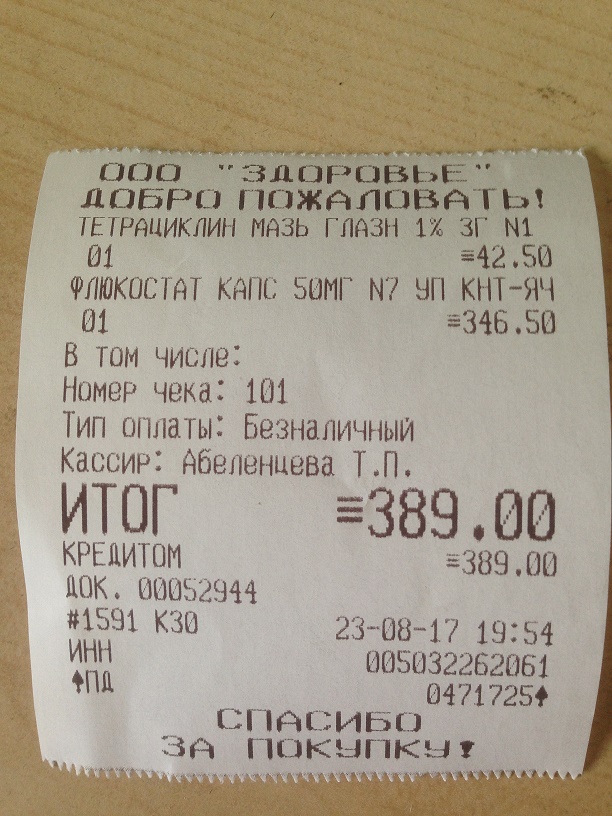 ООО "ЗДОРОВЬЕ"
ДОБРО ПОЖАЛОВАТЬ!
ТЕТРАЦИКЛИН МАЗЬ ГЛАЗН 1% 3Г N1
01 ≡42.50
ФЛЮКОСТАТ КАПС 50МГ N7 УП КНТ-ЯЧ
01 ≡346.50
В том числе:
Номер чека: 101
Тип оплаты: Безналичный
Кассир: Абеленцева Т.П.
ИТОГ ≡389.00
КРЕДИТОМ ≡389.00
ДОК. 00052944
#1591 К30 23-08-17 19:54
ИНН 005032262061
♠ПД 0471725♠
СПАСИБО
ЗА ПОКУПКУ!